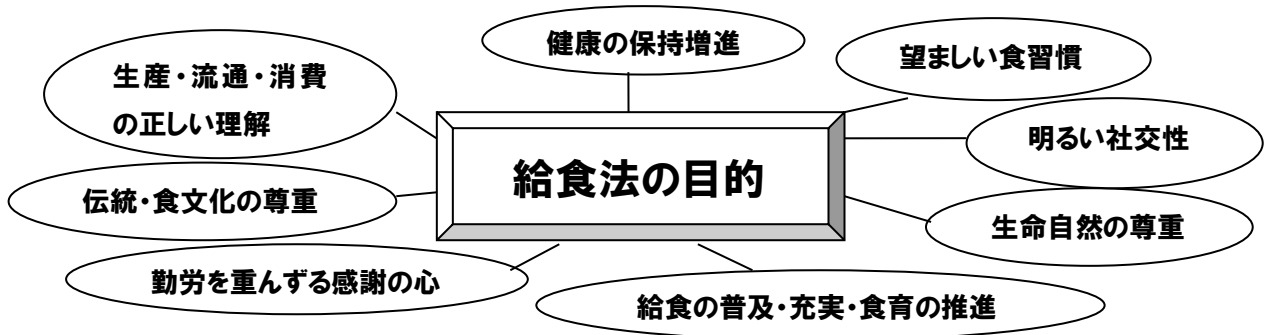 健康の保持増進
望ましい食習慣
生産・流通・消費
の正しい理解
明るい社交性
給食法の目的
伝統・食文化の尊重
生命自然の尊重
勤労を重んずる感謝の心
給食の普及・充実・食育の推進